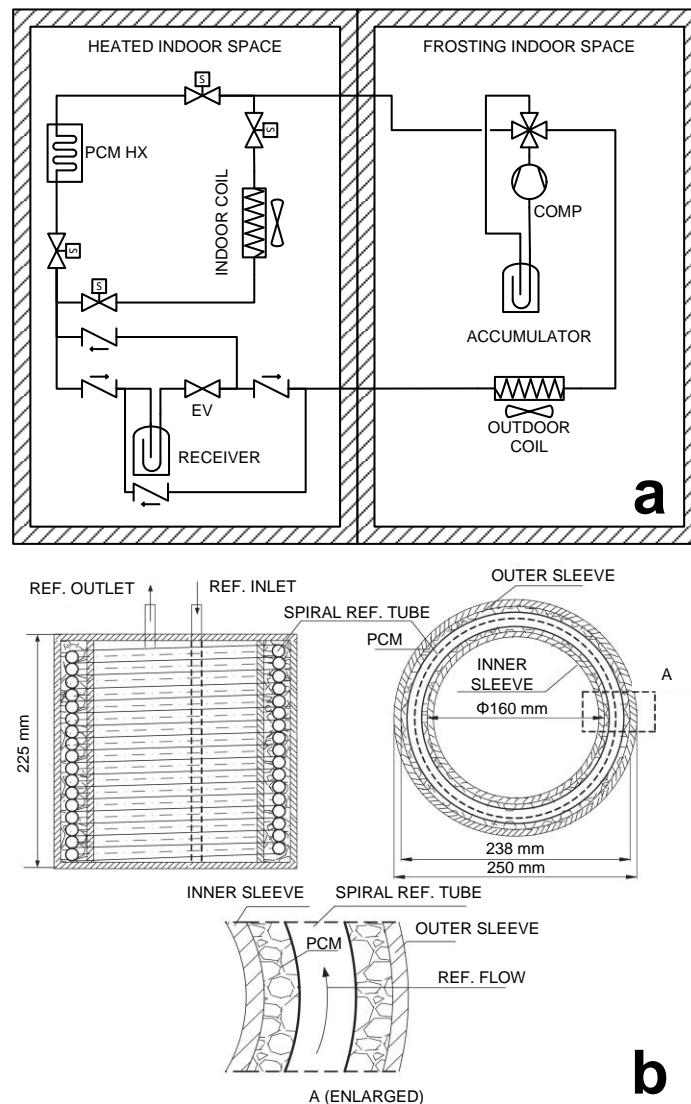 HEATED INDOOR SPACE
FROSTING INDOOR SPACE
S
S
PCM HX
INDOOR COIL
COMP
S
S
ACCUMULATOR
EV
RECEIVER
OUTDOOR
COIL
a
REF. OUTLET
REF. INLET
SPIRAL REF. TUBE
225 mm
OUTER SLEEVE
PCM
INNER
SLEEVE
A
Φ160 mm
238 mm
250 mm
INNER SLEEVE
SPIRAL REF. TUBE
PCM
OUTER SLEEVE
REF. FLOW
A (ENLARGED)
b